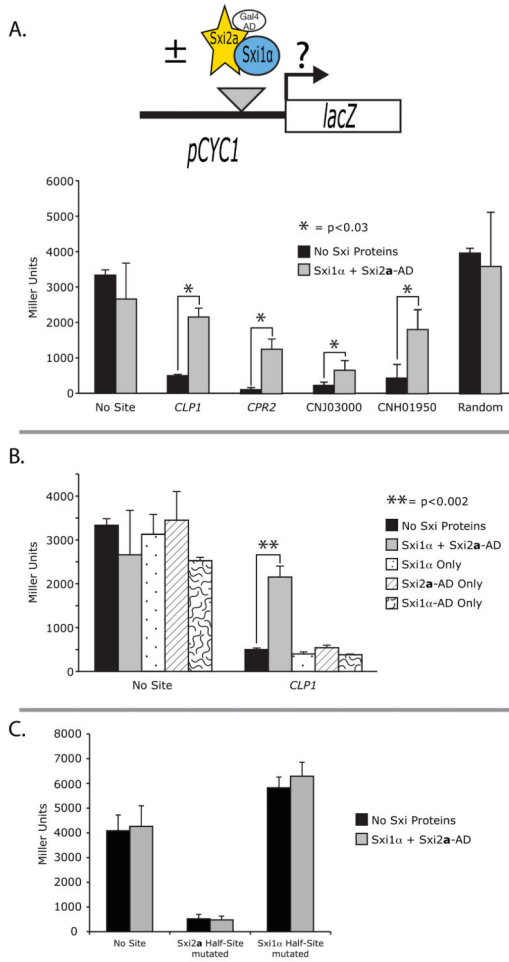 A.
±
Gal4
AD
Sxi2a
Sxi1α
?
lacZ
pCYC1
6000
5000
4000
3000
2000
1000
0
Miller Units
* = p<0.03
No Sxi Proteins
Sxi1α + Sxi2a-AD
*
*
*
*
No Site
CLP1
CPR2
CNJ03000
CNH01950
Random
B.
4000
3000
2000
1000
0
Miller Units
**
**= p<0.002
No Sxi Proteins
Sxi1α + Sxi2a-AD
Sxi1α Only
Sxi2a-AD Only
Sxi1α-AD Only
No Site
CLP1
C.
8000
7000
6000
5000
4000
3000
2000
1000
0
Miller Units
No Sxi Proteins
Sxi1α + Sxi2a-AD
No Site
Sxi2a Half-Site
mutated
Sxi1α Half-Site
mutated